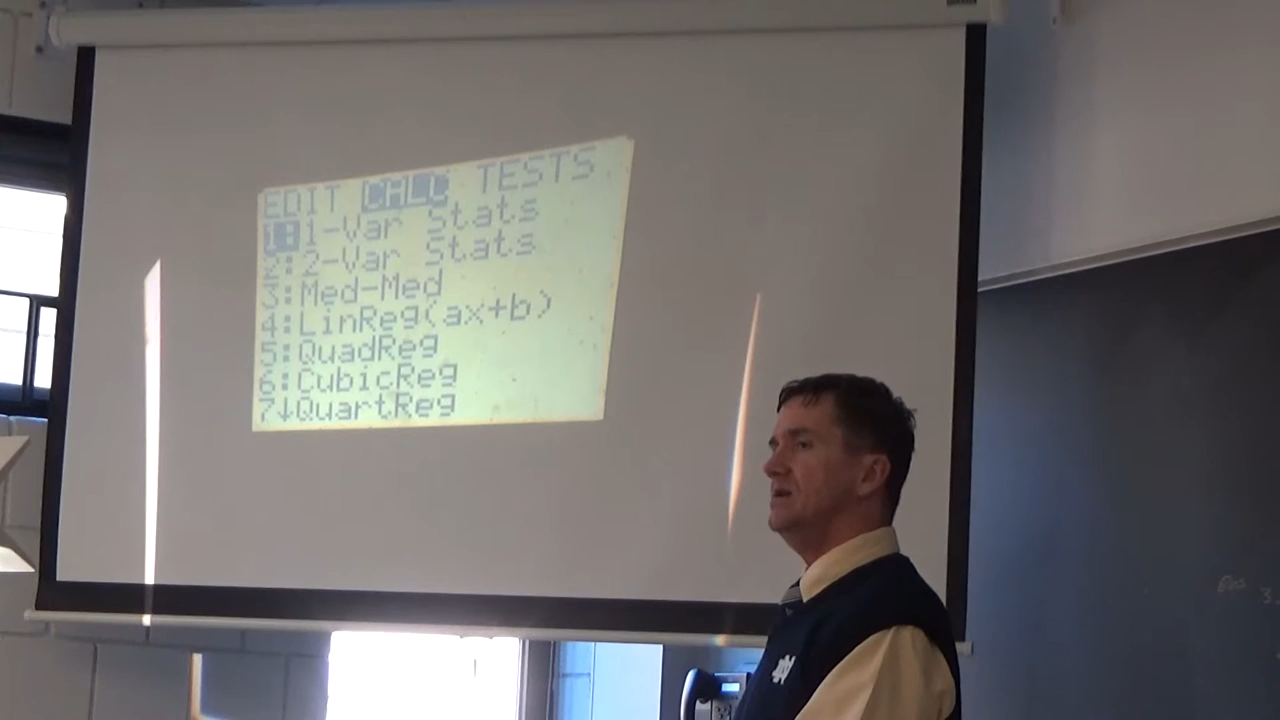 EDIT CALC TESTS
1:1-Var Stats
2:2-Var Stats
3:Med-Med
4:LinReg(ax+b)
5:QuadReg
6:CubicReg
7↓QuartReg